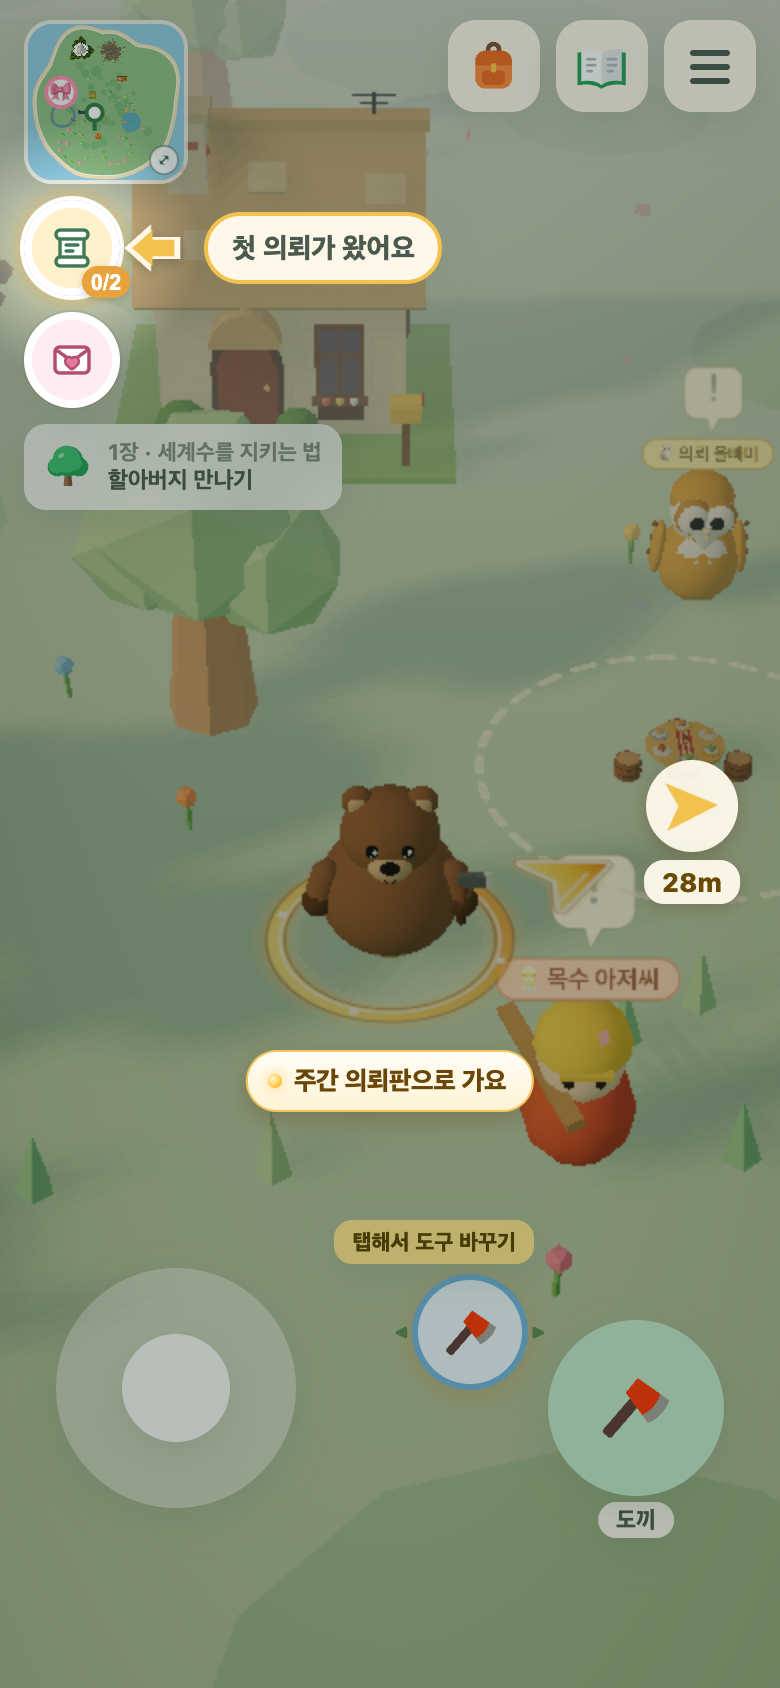 첫 의뢰가 왔어요
0/2
1장 · 세계수를 지키는 법
할아버지 만나기
!
의뢰 올빼미
28m
목수 아저씨
주간 의뢰판으로 가요
탭해서 도구 바꾸기
도끼